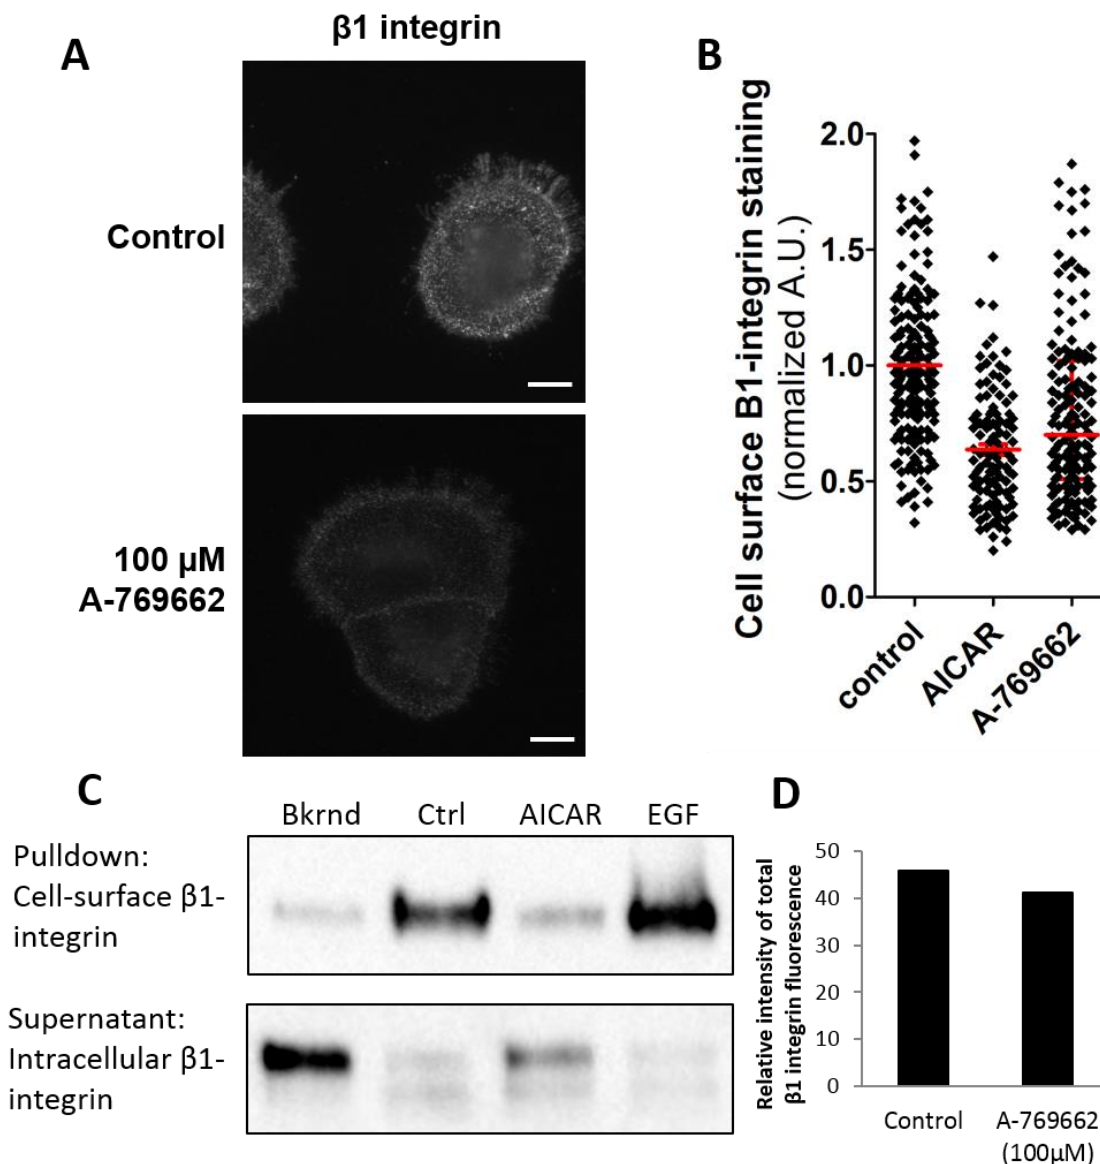 A
β1 integrin
Control
100 µM
A-769662
B
Cell surface B1-integrin staining
(normalized A.U.)
2.0
1.5
1.0
0.5
0.0
control
AICAR
A-769662
C
Bkrnd Ctrl AICAR EGF
Pulldown:
Cell-surface β1-
integrin
Supernatant:
Intracellular β1-
integrin
D
Relative intensity of total
β1 integrin fluorescence
50
40
30
20
10
0
Control
A-769662
(100µM)